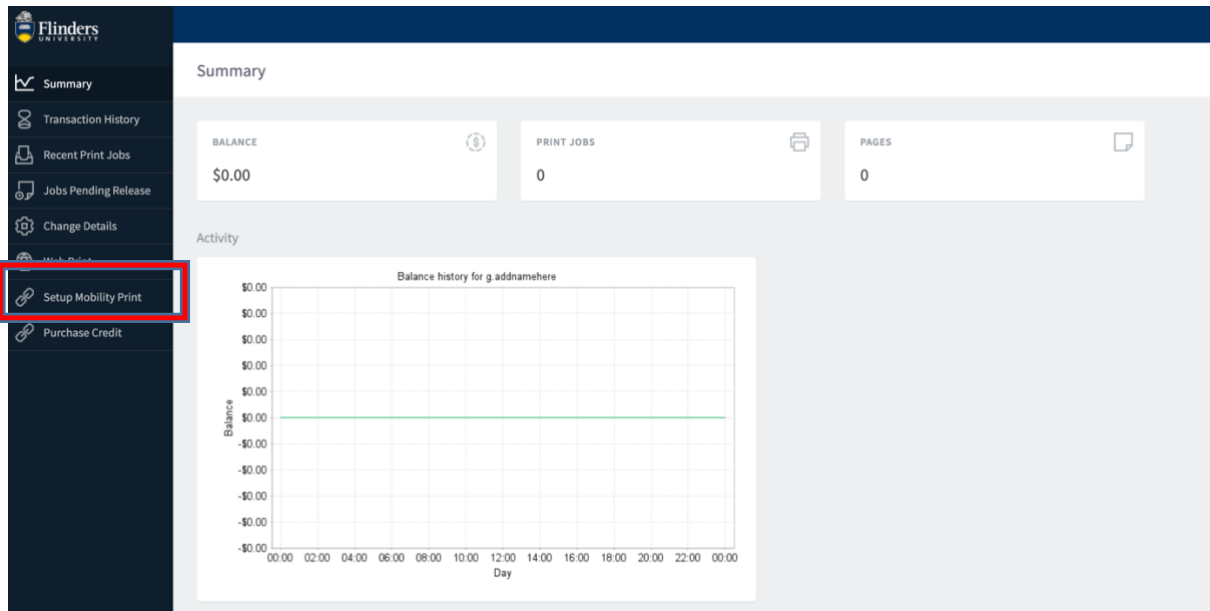 Flinders
UNIVERSITY
Summary
Transaction History
Recent Print Jobs
Jobs Pending Release
Change Details
Web Print
Setup Mobility Print
Purchase Credit
Summary
BALANCE
$0.00
PRINT JOBS
0
PAGES
0
Activity
Balance history for g.addnamehere
Balance
$0.00
$0.00
$0.00
$0.00
$0.00
$0.00
-$0.00
-$0.00
-$0.00
-$0.00
-$0.00
00:00 02:00 04:00 06:00 08:00 10:00 12:00 14:00 16:00 18:00 20:00 22:00 00:00
Day